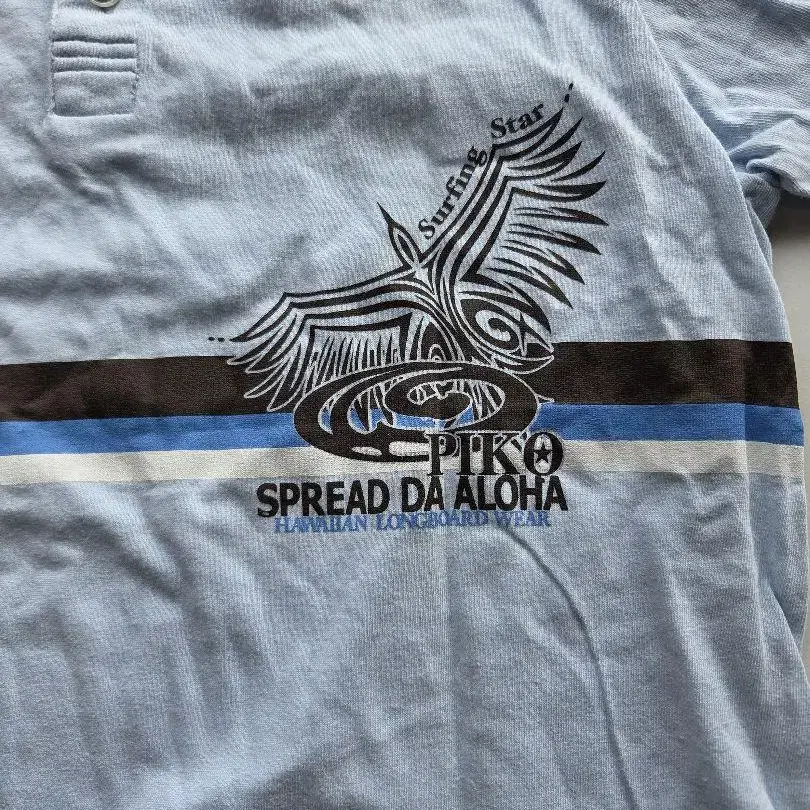 Surfing Star
PIKO
SPREAD DA ALOHA
HAWAIIAN LONGBOARD WEAR